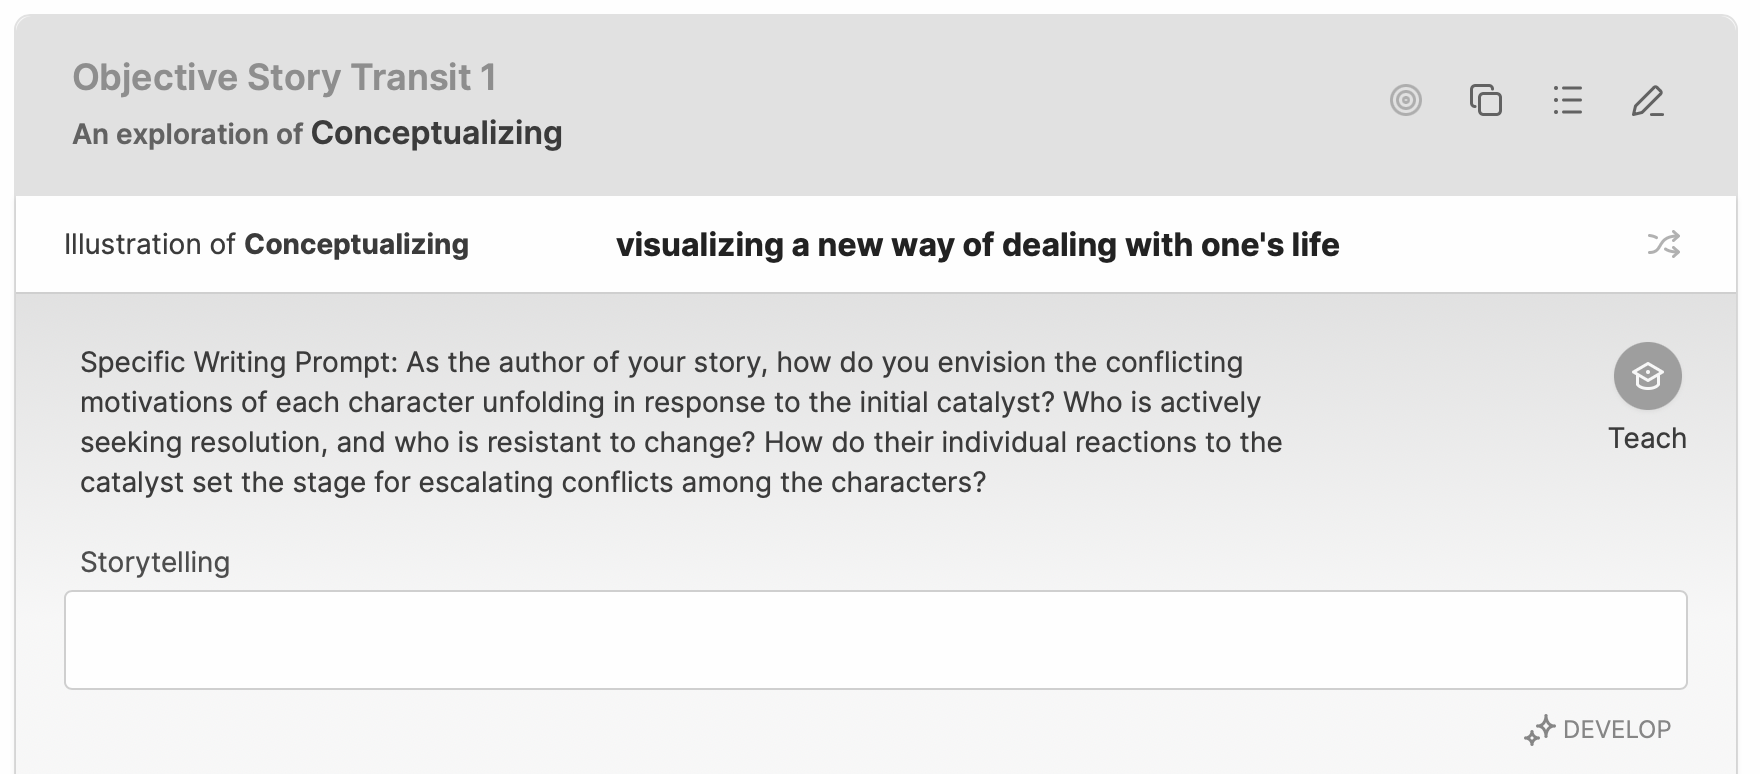 Objective Story Transit 1
An exploration of Conceptualizing
Illustration of Conceptualizing
visualizing a new way of dealing with one's life
Specific Writing Prompt: As the author of your story, how do you envision the conflicting
motivations of each character unfolding in response to the initial catalyst? Who is actively
seeking resolution, and who is resistant to change? How do their individual reactions to the
catalyst set the stage for escalating conflicts among the characters?
Teach
Storytelling
DEVELOP